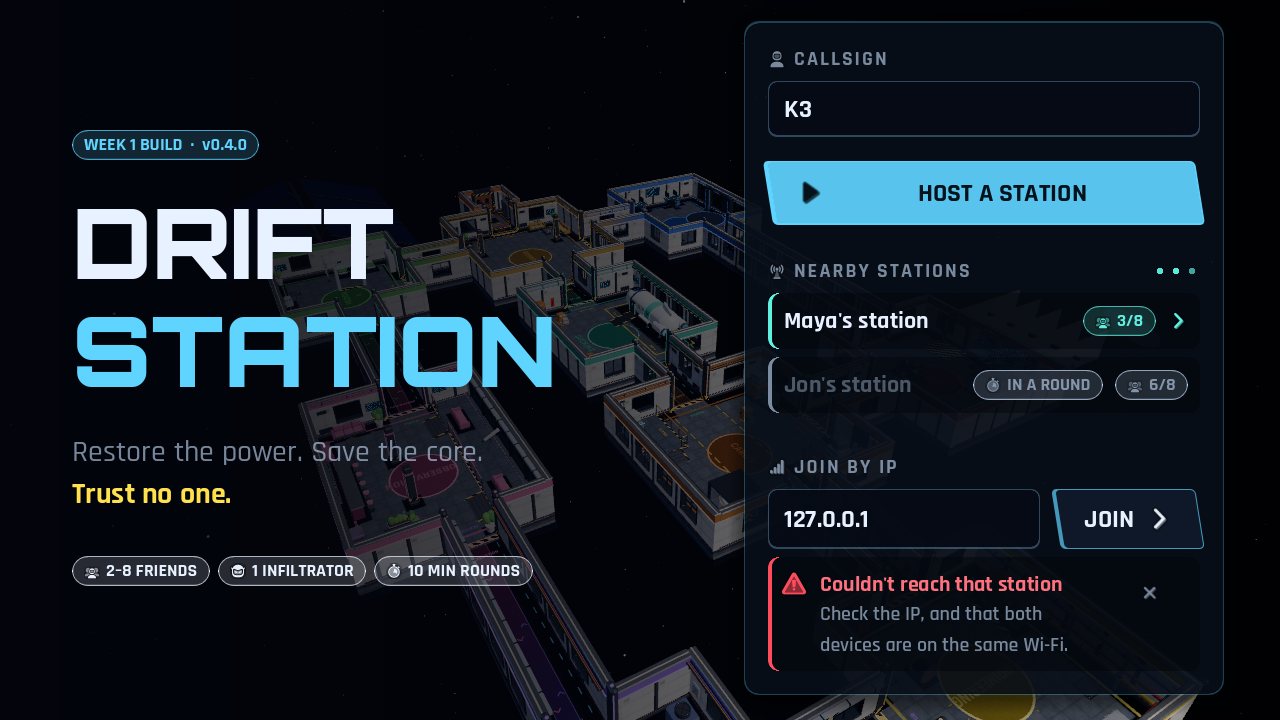 WEEK 1 BUILD · v0.4.0
DRIFT
STATION
Restore the power. Save the core.
Trust no one.
2–8 FRIENDS
1 INFILTRATOR
10 MIN ROUNDS
CALLSIGN
K3
HOST A STATION
NEARBY STATIONS
Maya's station
3/8
Jon's station
IN A ROUND
6/8
JOIN BY IP
127.0.0.1
JOIN
Couldn't reach that station
Check the IP, and that both
devices are on the same Wi-Fi.